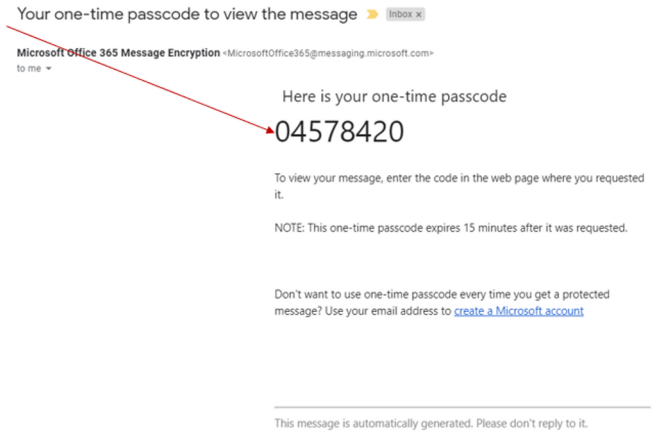 Your one-time passcode to view the message Inbox x
Microsoft Office 365 Message Encryption <MicrosoftOffice365@messaging.microsoft.com>
to me
Here is your one-time passcode
04578420
To view your message, enter the code in the web page where you requested
it.
NOTE: This one-time passcode expires 15 minutes after it was requested.
Don't want to use one-time passcode every time you get a protected
message? Use your email address to create a Microsoft account
This message is automatically generated. Please don't reply to it.